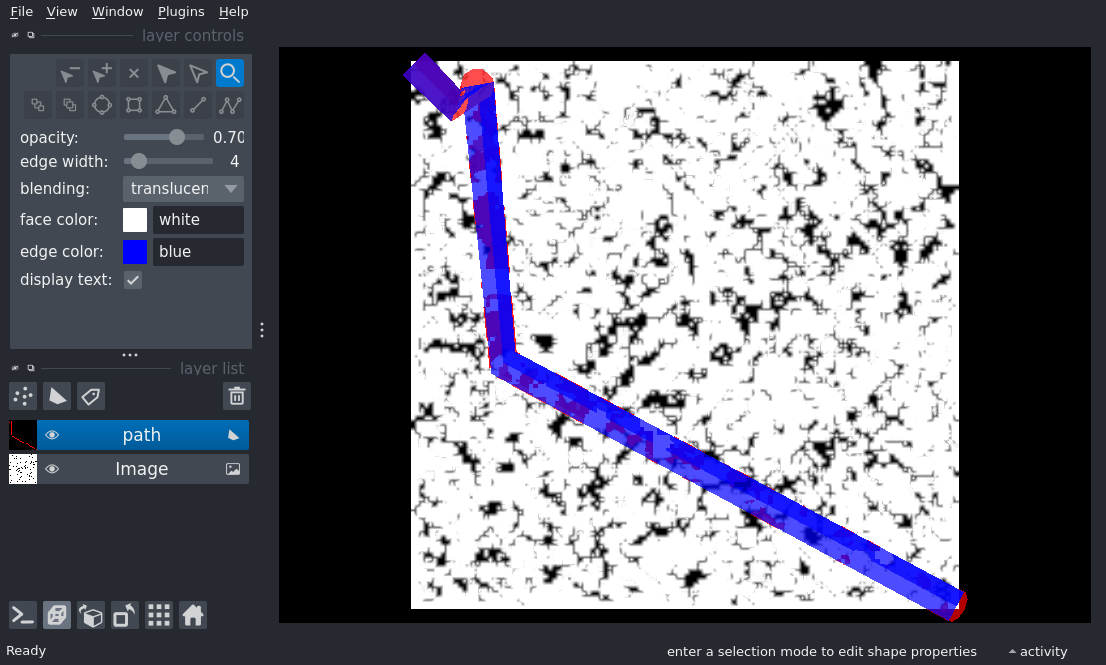 File View Window Plugins Help
layer controls
opacity: 0.70
edge width: 4
blending: translucen
face color: white
edge color: blue
display text:
layer list
path
Image
Ready
enter a selection mode to edit shape properties
activity